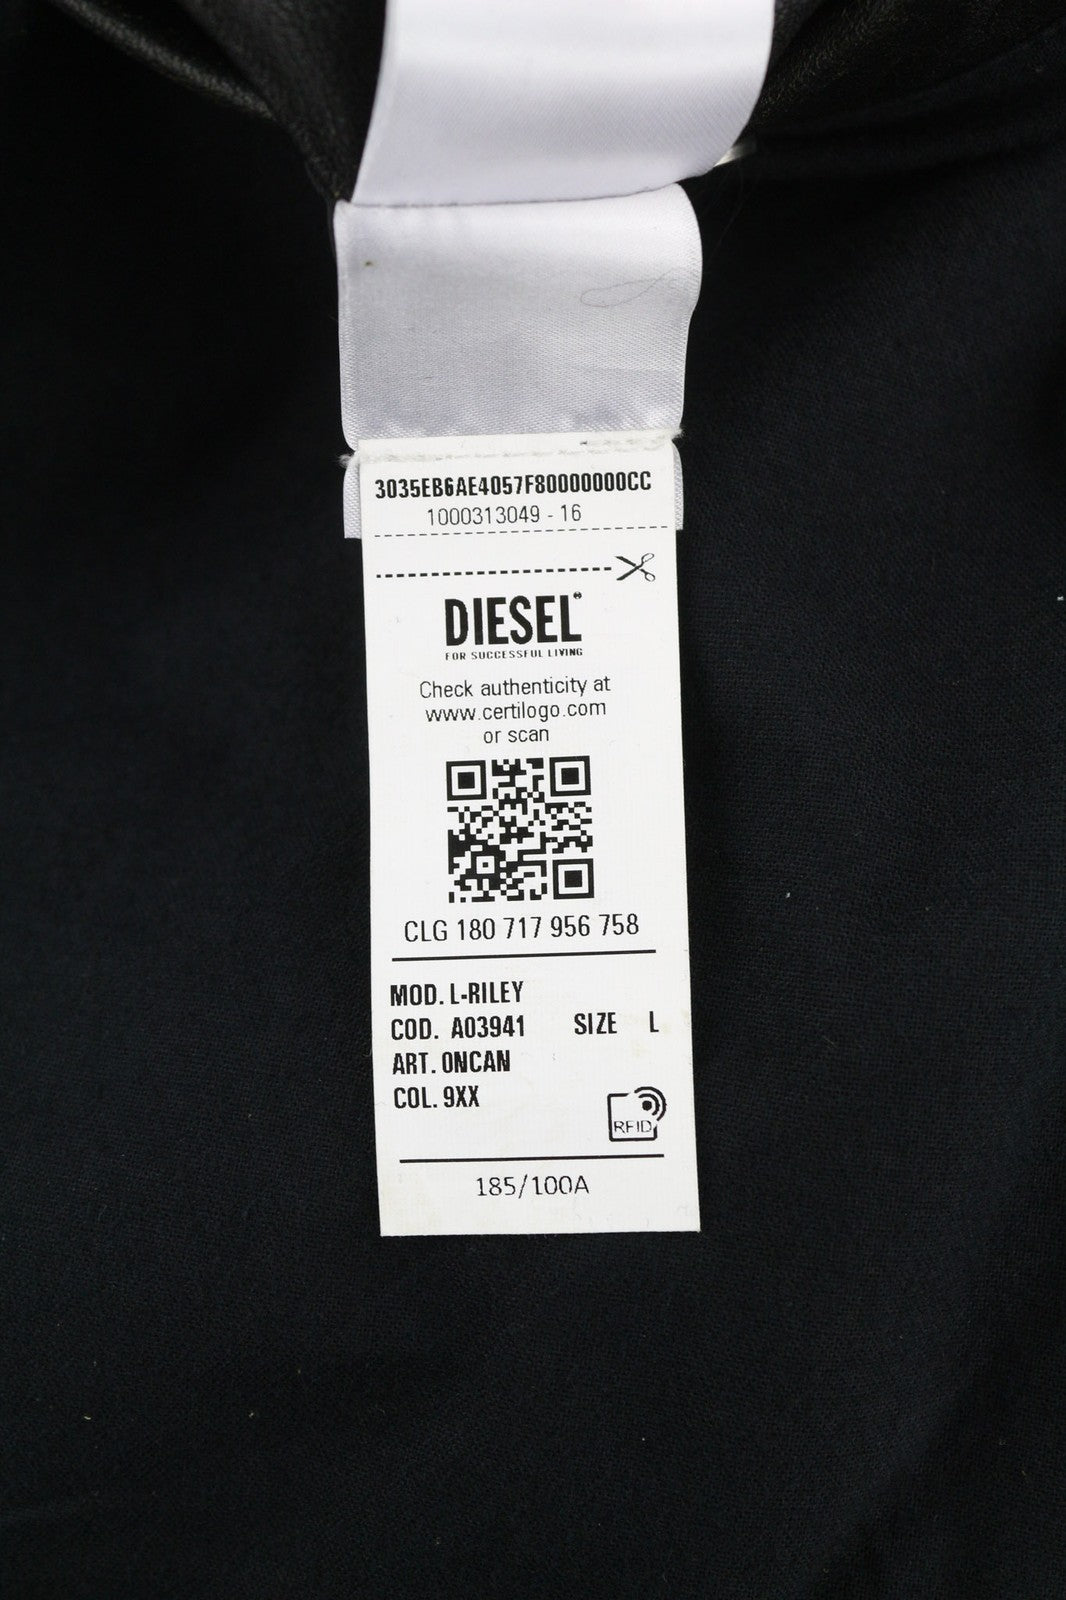 3035EB6AE4057F80000000CC
1000313049 - 16
DIESEL
FOR SUCCESSFUL LIVING
Check authenticity at
www.certilogo.com
or scan
CLG 180 717 956 758
MOD. L-RILEY
COD. A03941 SIZE L
ART. 0NCAN
COL. 9XX
RFID
185/100A